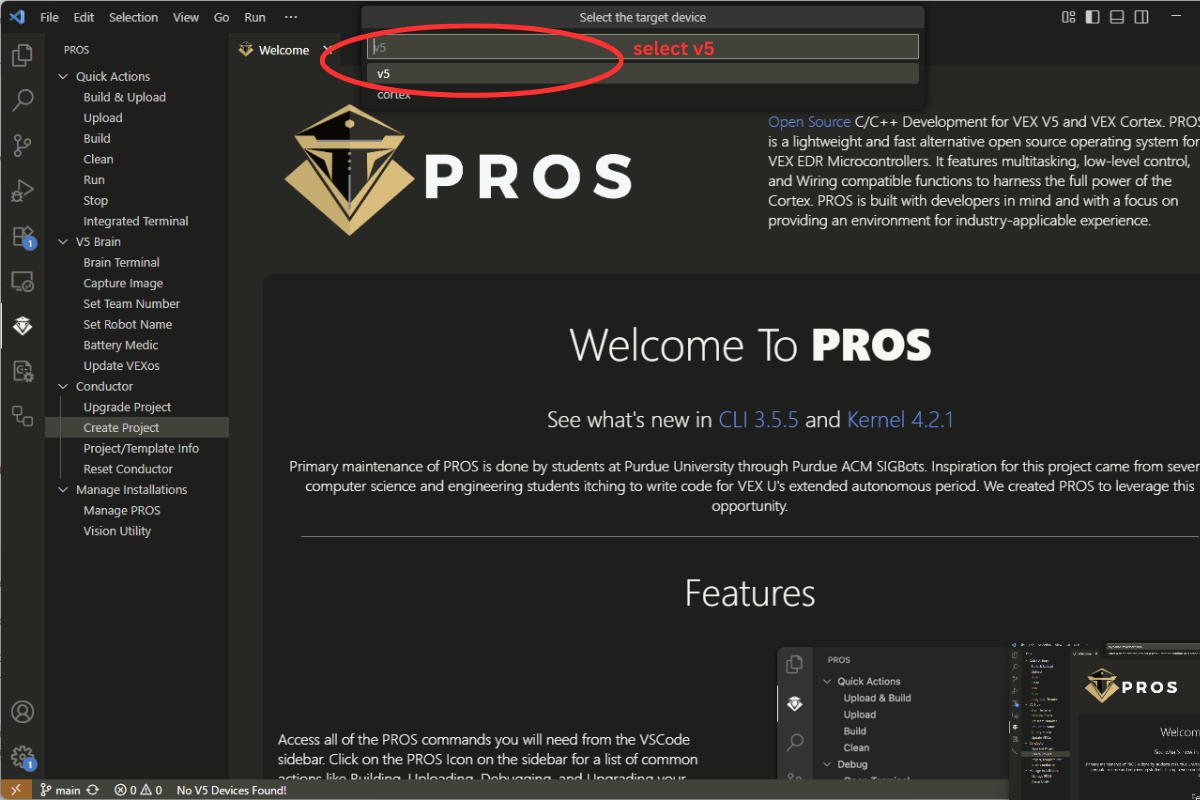 File Edit Selection View Go Run ...
Select the target device
v5
select v5
v5
cortex
PROS
Welcome
Quick Actions
Build & Upload
Upload
Build
Clean
Run
Stop
Integrated Terminal
V5 Brain
Brain Terminal
Capture Image
Set Team Number
Set Robot Name
Battery Medic
Update VEXos
Conductor
Upgrade Project
Create Project
Project/Template Info
Reset Conductor
Manage Installations
Manage PROS
Vision Utility
1
1
PROS
Open Source C/C++ Development for VEX V5 and VEX Cortex. PROS
is a lightweight and fast alternative open source operating system for
VEX EDR Microcontrollers. It features multitasking, low-level control,
and Wiring compatible functions to harness the full power of the
Cortex. PROS is built with developers in mind and with a focus on
providing an environment for industry-applicable experience.
Welcome To PROS
See what's new in CLI 3.5.5 and Kernel 4.2.1
Primary maintenance of PROS is done by students at Purdue University through Purdue ACM SIGBots. Inspiration for this project came from sever
computer science and engineering students itching to write code for VEX U's extended autonomous period. We created PROS to leverage this
opportunity.
Features
Access all of the PROS commands you will need from the VSCode
sidebar. Click on the PROS Icon on the sidebar for a list of common
actions like Building, Uploading, Debugging, and Upgrading your
PROS
Quick Actions
Upload & Build
Upload
Build
Clean
Debug
Open Terminal
PROS
Welcom
main
0 0
No V5 Devices Found!